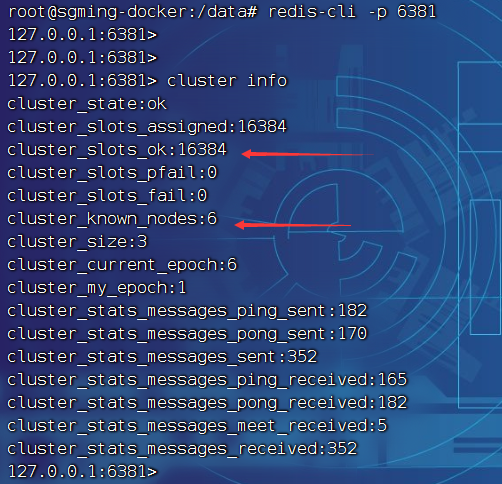 root@sgming-docker:/data# redis-cli -p 6381
127.0.0.1:6381>
127.0.0.1:6381>
127.0.0.1:6381> cluster info
cluster_state:ok
cluster_slots_assigned:16384
cluster_slots_ok:16384
cluster_slots_pfail:0
cluster_slots_fail:0
cluster_known_nodes:6
cluster_size:3
cluster_current_epoch:6
cluster_my_epoch:1
cluster_stats_messages_ping_sent:182
cluster_stats_messages_pong_sent:170
cluster_stats_messages_sent:352
cluster_stats_messages_ping_received:165
cluster_stats_messages_pong_received:182
cluster_stats_messages_meet_received:5
cluster_stats_messages_received:352
127.0.0.1:6381>